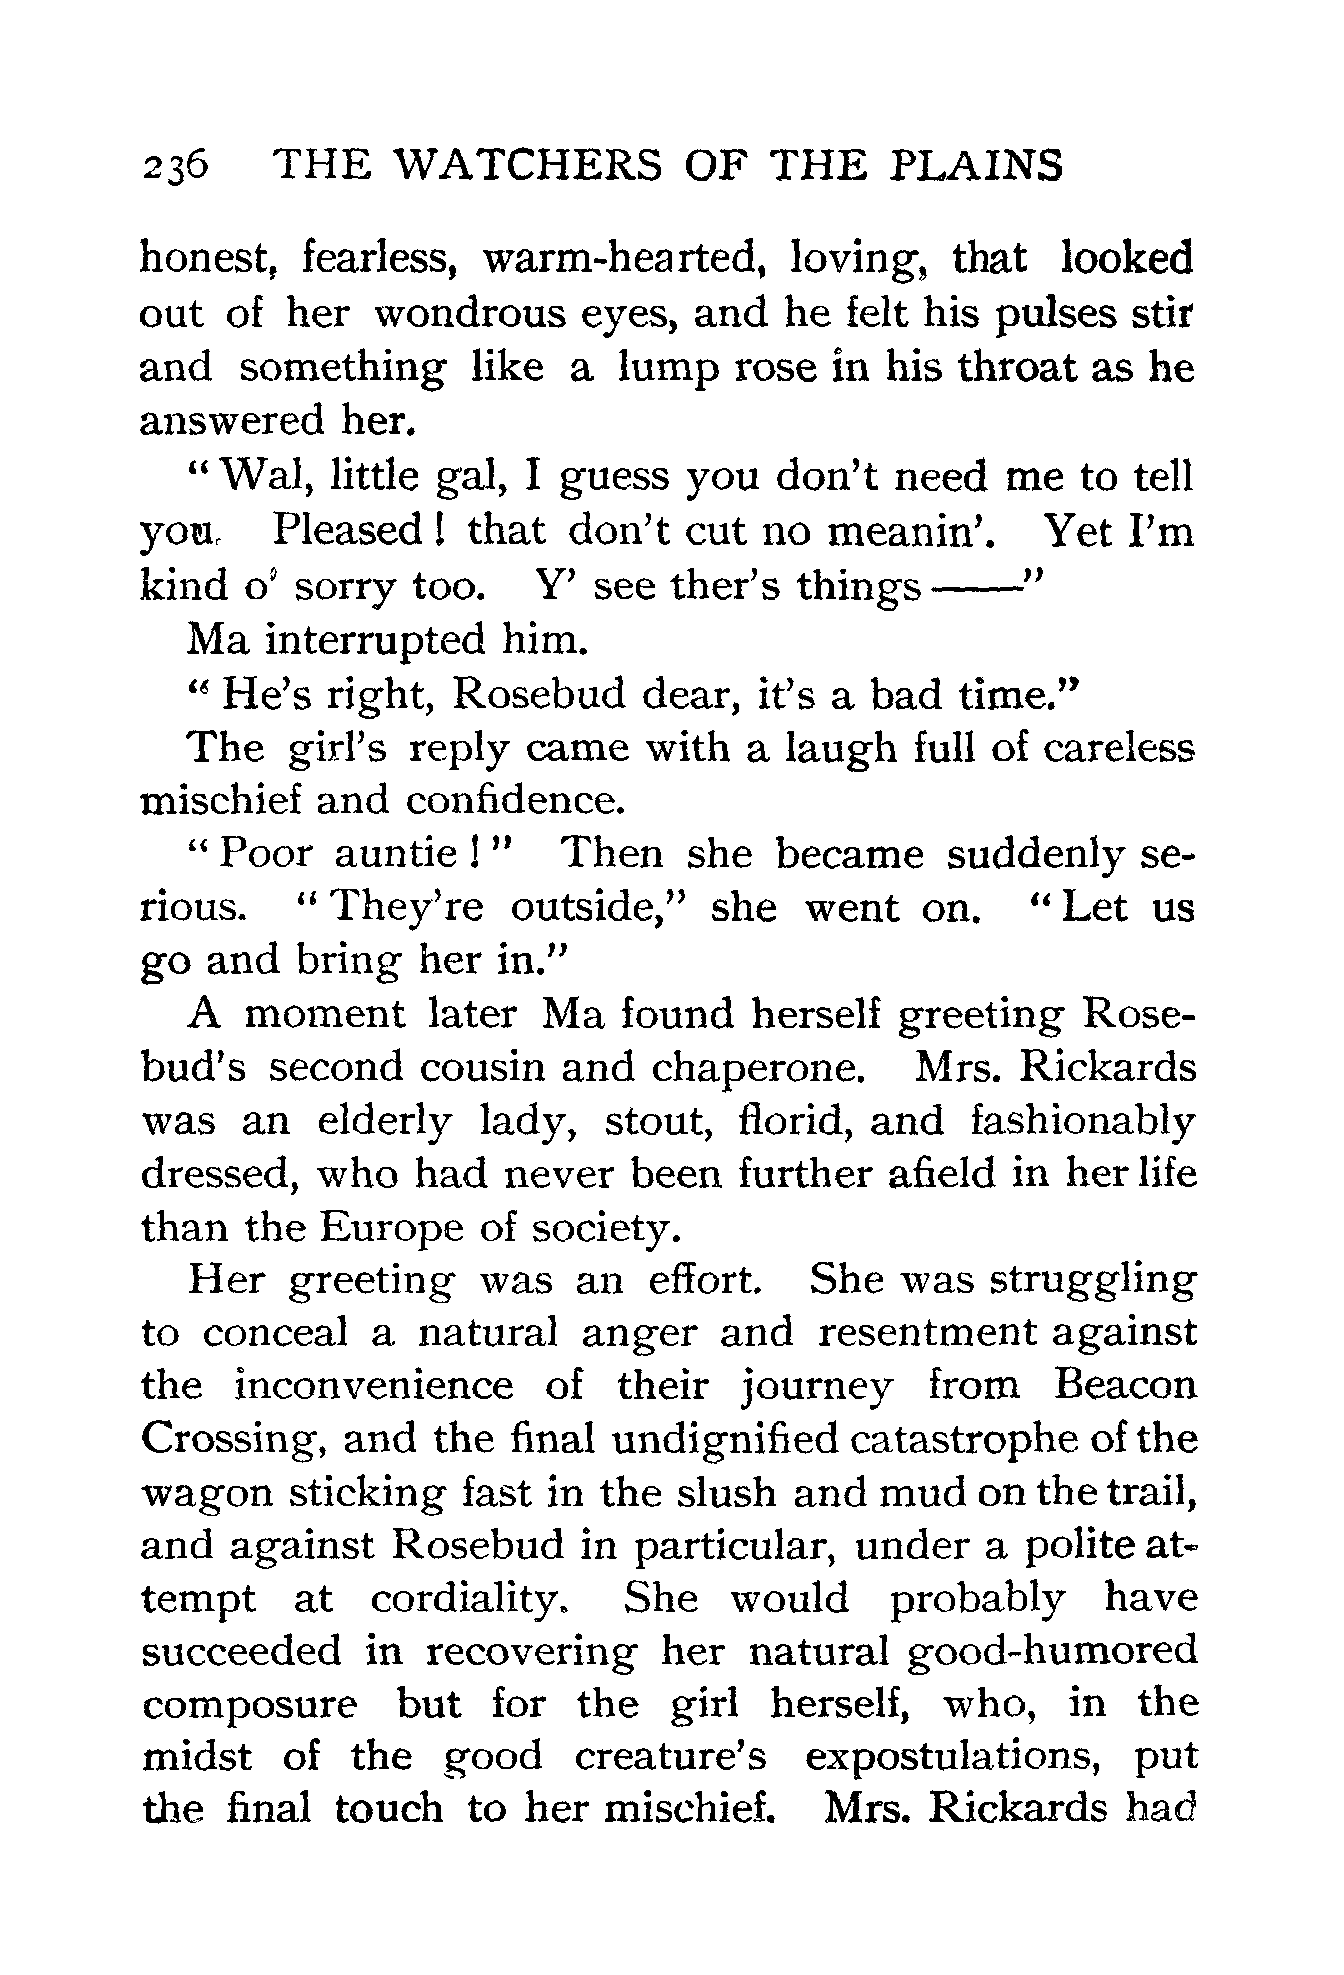 236 THE WATCHERS OF THE PLAINS
honest, fearless, warm-hearted, loving, that looked
out of her wondrous eyes, and he felt his pulses stir
and something like a lump rose in his throat as he
answered her.
“ Wal, little gal, I guess you don’t need me to tell
you. Pleased ! that don’t cut no meanin’. Yet I’m
kind o’ sorry too. Y’ see ther’s things ——”
Ma interrupted him.
“ He’s right, Rosebud dear, it’s a bad time.”
The girl’s reply came with a laugh full of careless
mischief and confidence.
“ Poor auntie ! ” Then she became suddenly se-
rious. “ They’re outside,” she went on. “ Let us
go and bring her in.”
A moment later Ma found herself greeting Rose-
bud’s second cousin and chaperone. Mrs. Rickards
was an elderly lady, stout, florid, and fashionably
dressed, who had never been further afield in her life
than the Europe of society.
Her greeting was an effort. She was struggling
to conceal a natural anger and resentment against
the inconvenience of their journey from Beacon
Crossing, and the final undignified catastrophe of the
wagon sticking fast in the slush and mud on the trail,
and against Rosebud in particular, under a polite at-
tempt at cordiality. She would probably have
succeeded in recovering her natural good-humored
composure but for the girl herself, who, in the
midst of the good creature’s expostulations, put
the final touch to her mischief. Mrs. Rickards had